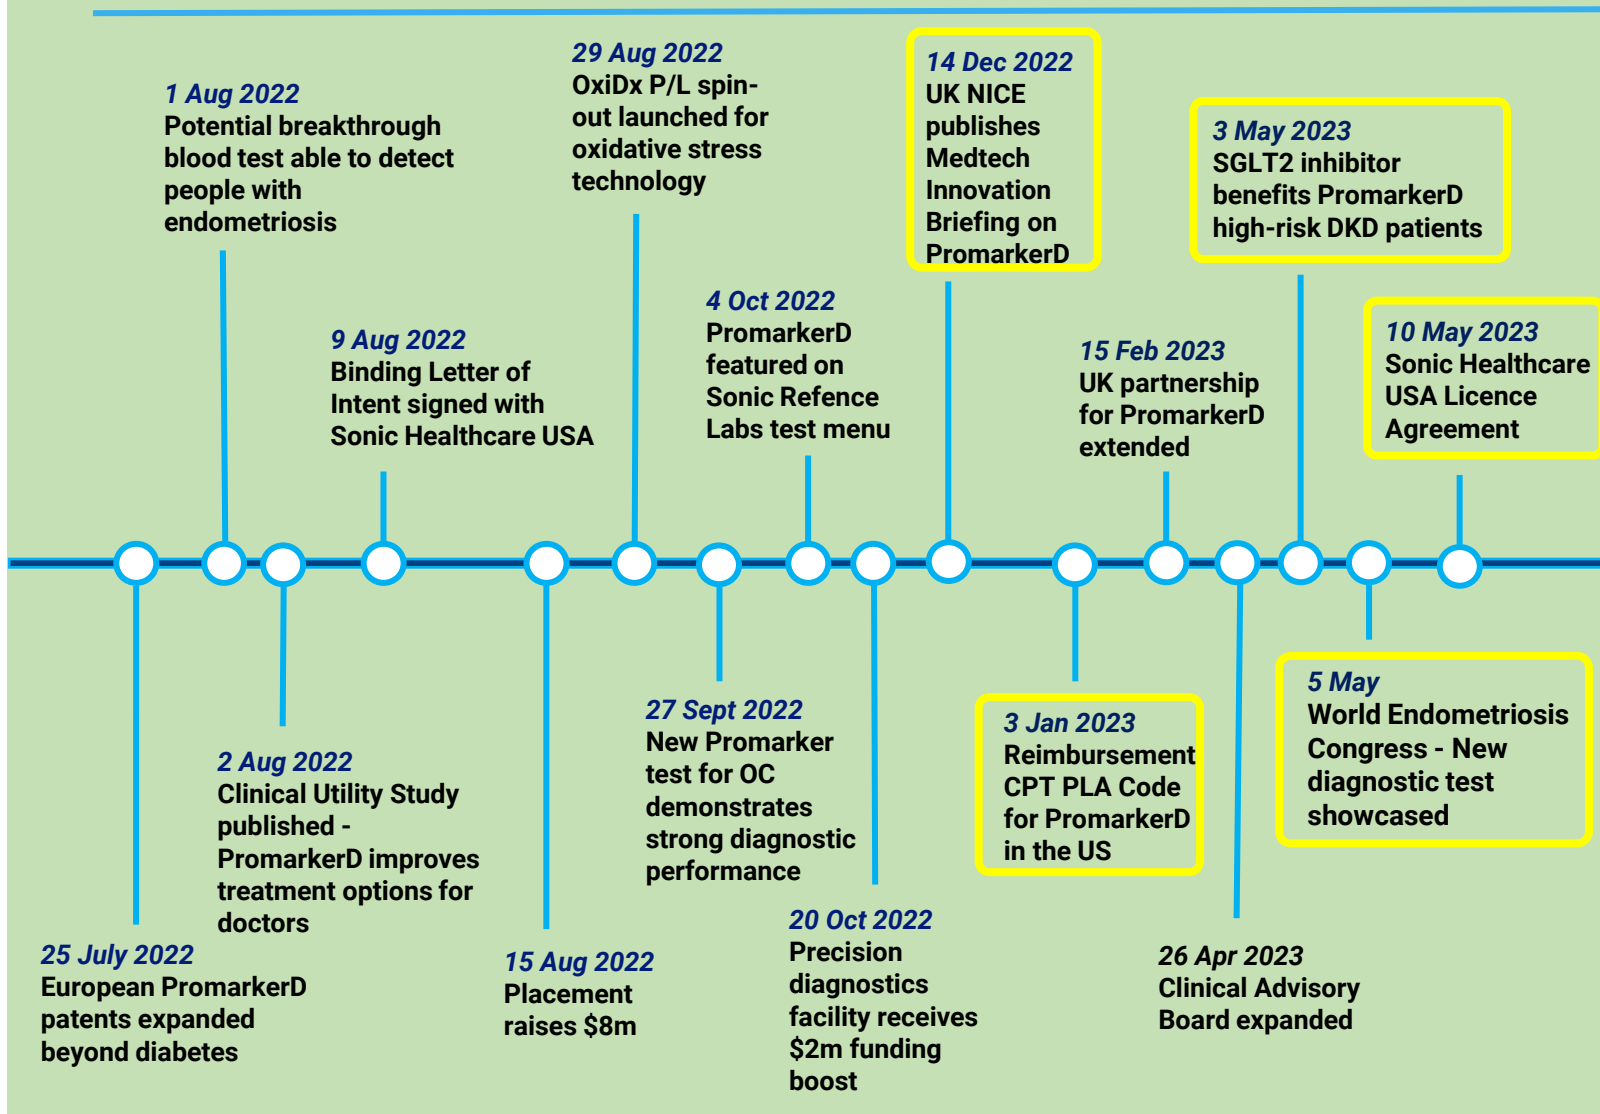 25 July 2022
European PromarkerD
patents expanded
beyond diabetes
1 Aug 2022
Potential breakthrough
blood test able to detect
people with
endometriosis
2 Aug 2022
Clinical Utility Study
published -
PromarkerD improves
treatment options for
doctors
9 Aug 2022
Binding Letter of
Intent signed with
Sonic Healthcare USA
15 Aug 2022
Placement
raises $8m
29 Aug 2022
OxiDx P/L spin-
out launched for
oxidative stress
technology
27 Sept 2022
New Promarker
test for OC
demonstrates
strong diagnostic
performance
4 Oct 2022
PromarkerD
featured on
Sonic Refence
Labs test menu
20 Oct 2022
Precision
diagnostics
facility receives
$2m funding
boost
14 Dec 2022
UK NICE
publishes
Medtech
Innovation
Briefing on
PromarkerD
3 Jan 2023
Reimbursement
CPT PLA Code
for PromarkerD
in the US
15 Feb 2023
UK partnership
for PromarkerD
extended
26 Apr 2023
Clinical Advisory
Board expanded
3 May 2023
SGLT2 inhibitor
benefits PromarkerD
high-risk DKD patients
5 May
World Endometriosis
Congress - New
diagnostic test
showcased
10 May 2023
Sonic Healthcare
USA Licence
Agreement